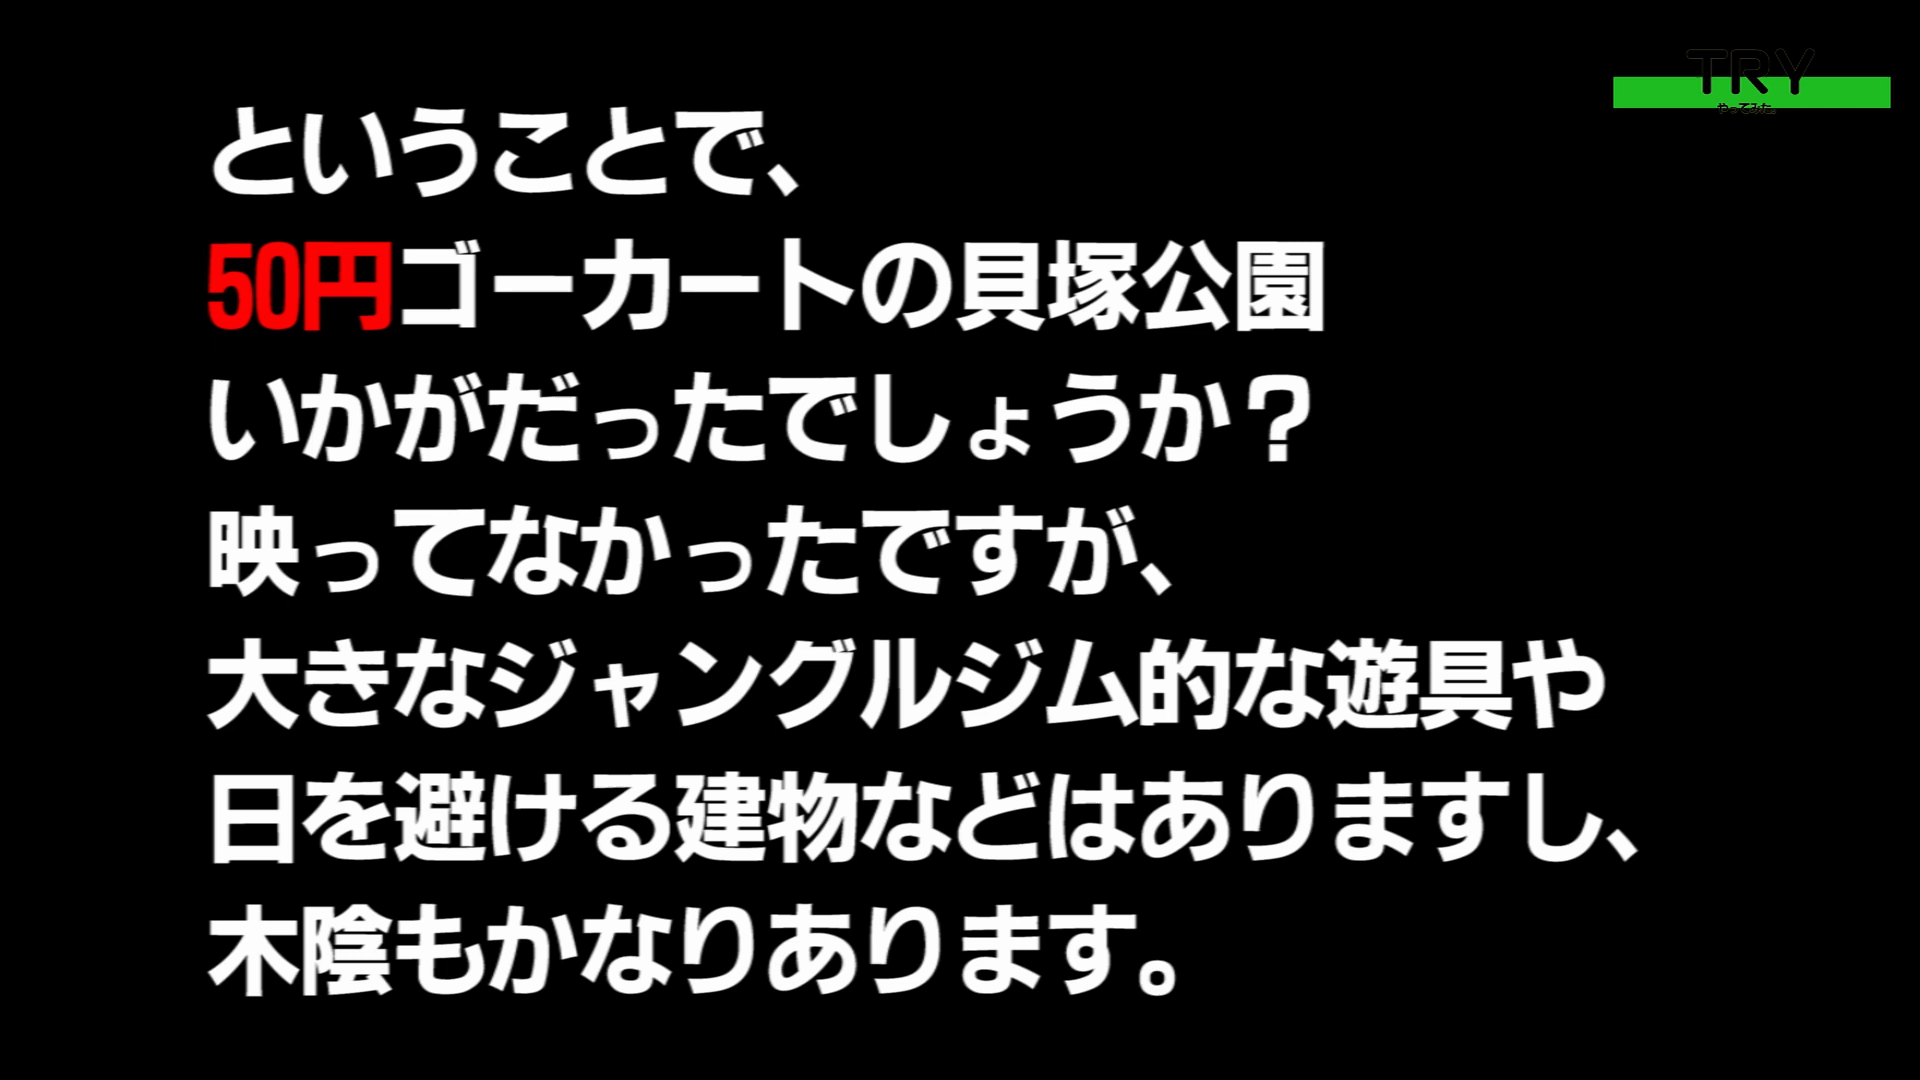 TRY
やってみた。
ということで、
50円ゴーカートの貝塚公園
いかがだったでしょうか？
映ってなかったですが、
大きなジャングルジム的な遊具や
日を避ける建物などはありますし、
木陰もかなりあります。